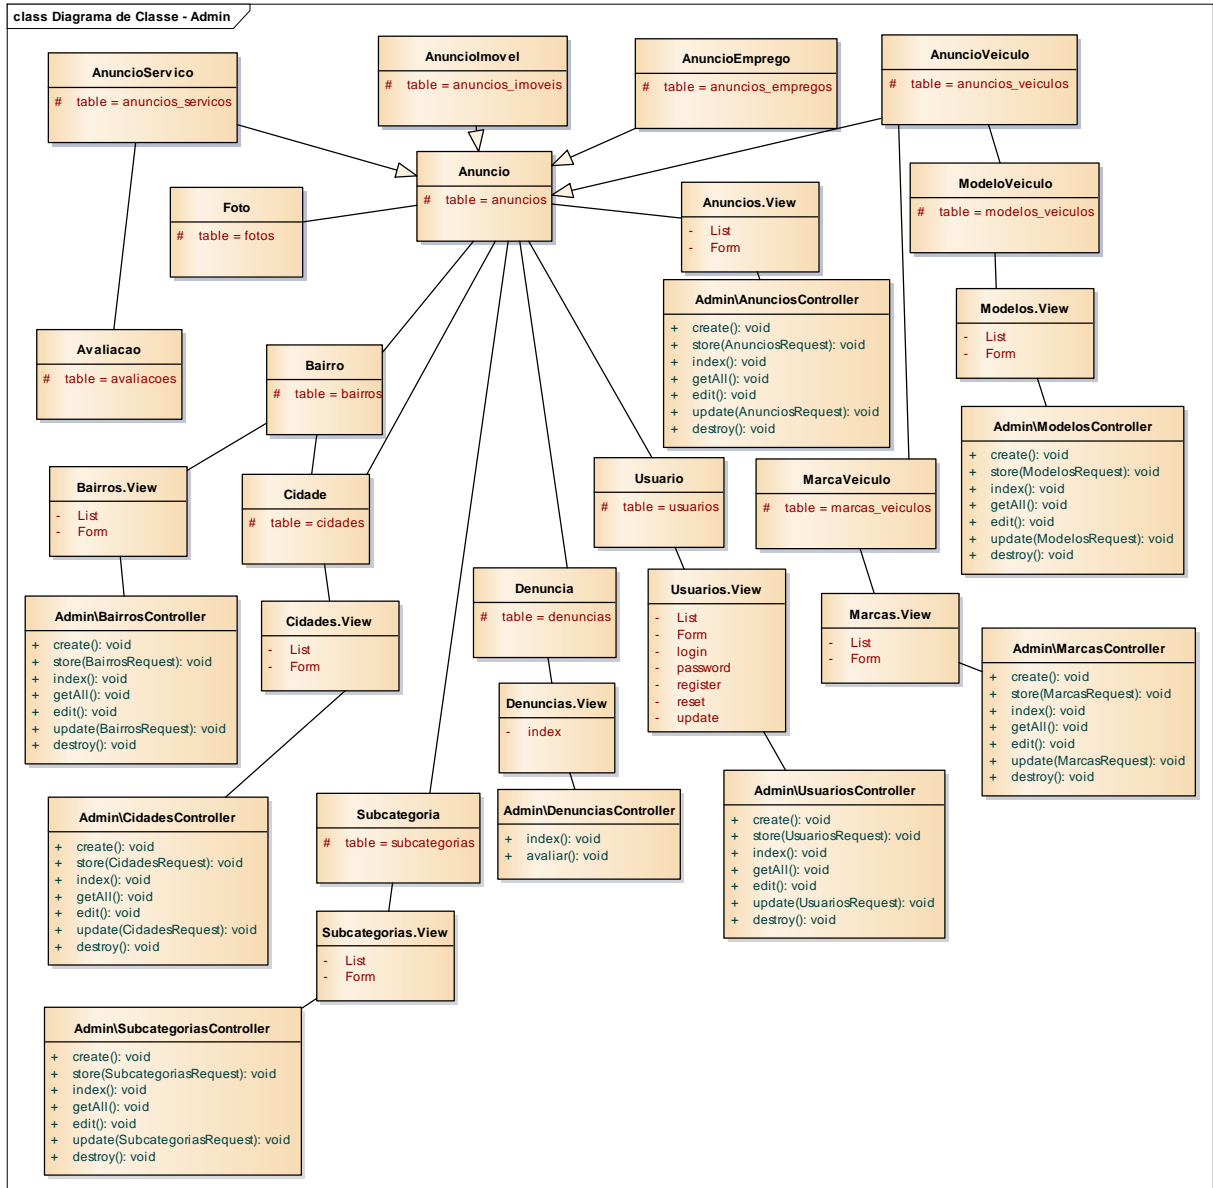 class Diagrama de Classe - Admin
AnuncioServico
# table = anuncios_servicos
AnuncioImovel
# table = anuncios_imoveis
AnuncioEmprego
# table = anuncios_empregos
AnuncioVeiculo
# table = anuncios_veiculos
Anuncio
# table = anuncios
Foto
# table = fotos
Anuncios.View
- List
- Form
ModeloVeiculo
# table = modelos_veiculos
Admin\AnunciosController
+ create(): void
+ store(AnunciosRequest): void
+ index(): void
+ getAll(): void
+ edit(): void
+ update(AnunciosRequest): void
+ destroy(): void
Modelos.View
- List
- Form
Avaliacao
# table = avaliacoes
Bairro
# table = bairros
Admin\ModelosController
+ create(): void
+ store(ModelosRequest): void
+ index(): void
+ getAll(): void
+ edit(): void
+ update(ModelosRequest): void
+ destroy(): void
Bairros.View
- List
- Form
Cidade
# table = cidades
Usuario
# table = usuarios
MarcaVeiculo
# table = marcas_veiculos
Admin\BairrosController
+ create(): void
+ store(BairrosRequest): void
+ index(): void
+ getAll(): void
+ edit(): void
+ update(BairrosRequest): void
+ destroy(): void
Cidades.View
- List
- Form
Denuncia
# table = denuncias
Usuarios.View
- List
- Form
- login
- password
- register
- reset
- update
Marcas.View
- List
- Form
Admin\MarcasController
+ create(): void
+ store(MarcasRequest): void
+ index(): void
+ getAll(): void
+ edit(): void
+ update(MarcasRequest): void
+ destroy(): void
Denuncias.View
- index
Admin\CidadesController
+ create(): void
+ store(CidadesRequest): void
+ index(): void
+ getAll(): void
+ edit(): void
+ update(CidadesRequest): void
+ destroy(): void
Subcategoria
# table = subcategorias
Admin\DenunciasController
+ index(): void
+ avaliar(): void
Admin\UsuariosController
+ create(): void
+ store(UsuariosRequest): void
+ index(): void
+ getAll(): void
+ edit(): void
+ update(UsuariosRequest): void
+ destroy(): void
Subcategorias.View
- List
- Form
Admin\SubcategoriasController
+ create(): void
+ store(SubcategoriasRequest): void
+ index(): void
+ getAll(): void
+ edit(): void
+ update(SubcategoriasRequest): void
+ destroy(): void